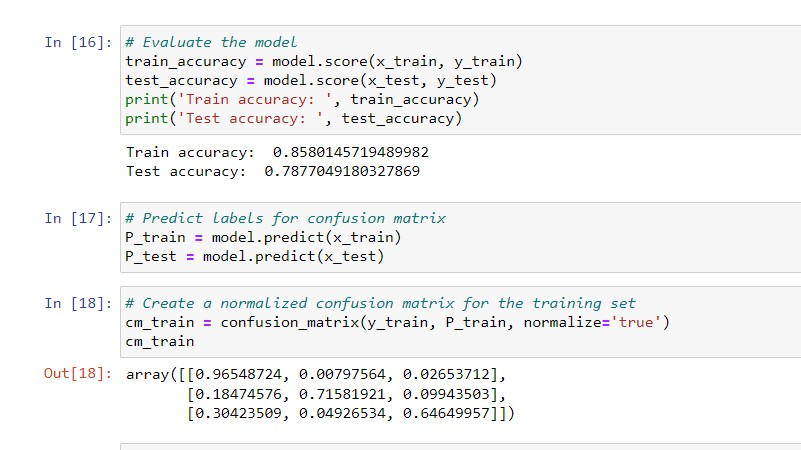 In [16]: # Evaluate the model
train_accuracy = model.score(x_train, y_train)
test_accuracy = model.score(x_test, y_test)
print('Train accuracy: ', train_accuracy)
print('Test accuracy: ', test_accuracy)
Train accuracy:  0.8580145719489982
Test accuracy:  0.7877049180327869
In [17]: # Predict labels for confusion matrix
P_train = model.predict(x_train)
P_test = model.predict(x_test)
In [18]: # Create a normalized confusion matrix for the training set
cm_train = confusion_matrix(y_train, P_train, normalize='true')
cm_train
Out[18]: array([[0.96548724, 0.00797564, 0.02653712],
[0.18474576, 0.71581921, 0.09943503],
[0.30423509, 0.04926534, 0.64649957]])